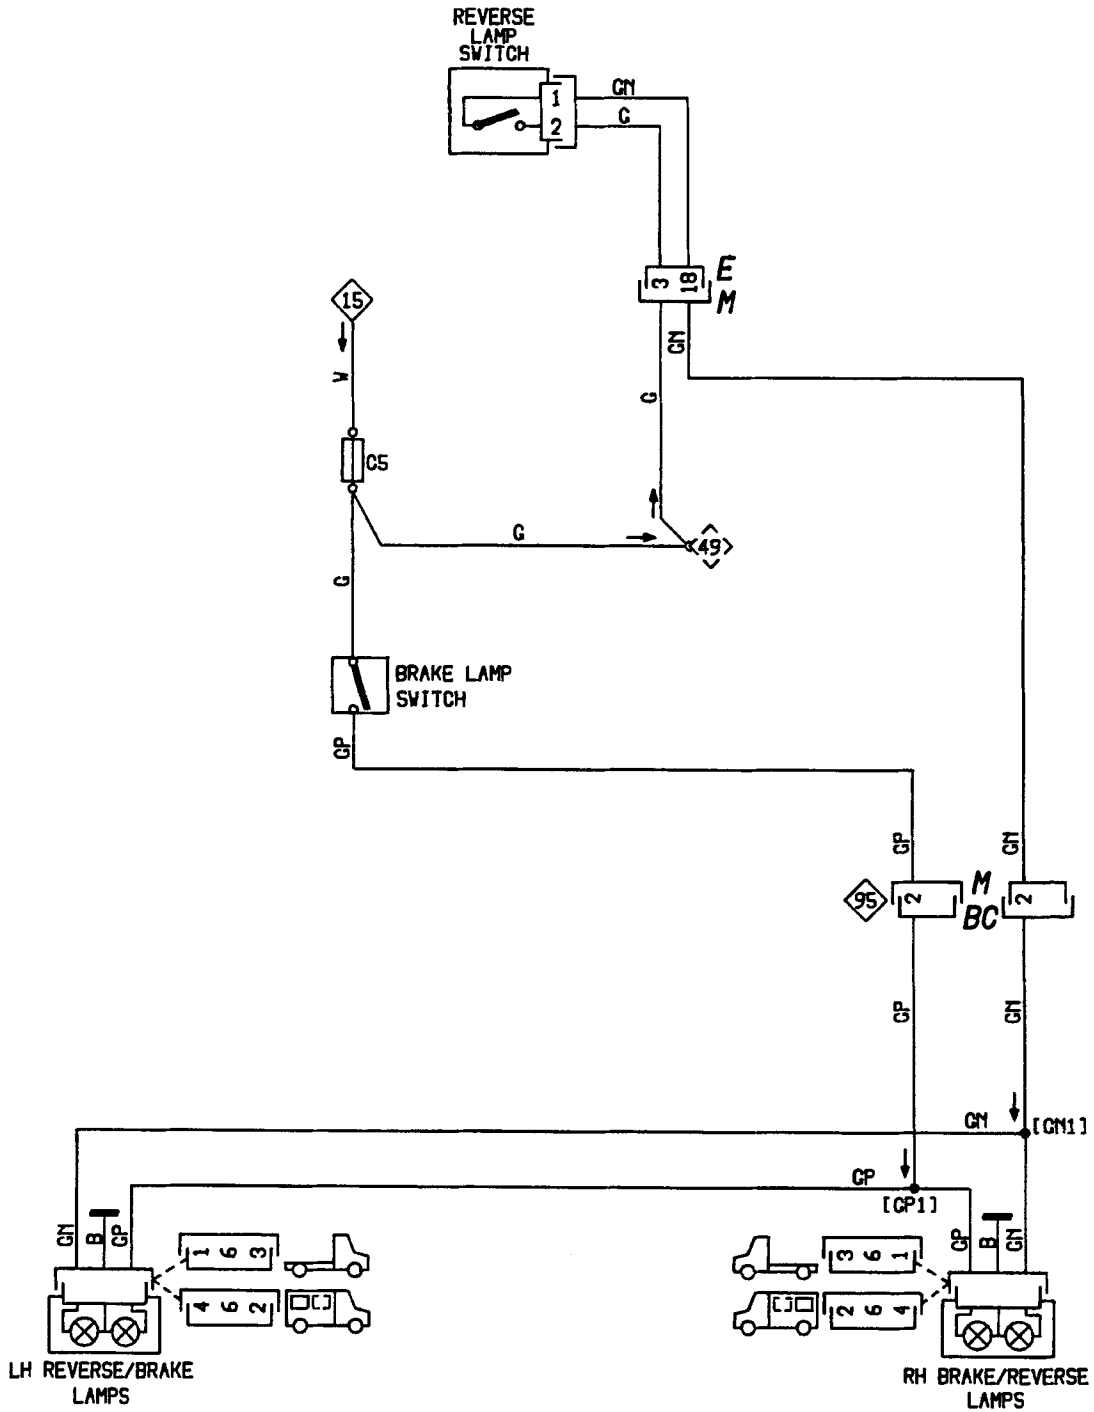 REVERSE
LAMP
SWITCH
1
2
GN
G
3
18
E
M
15
W
GN
G
C5
G
49
G
BRAKE LAMP
SWITCH
GP
GP
GN
95
2
M
BC
2
GP
GN
GN
[GN1]
GP
[GP1]
GN
B
GP
1 6 3
4 6 2
3 6 1
2 6 4
GP
B
GN
LH REVERSE/BRAKE
LAMPS
RH BRAKE/REVERSE
LAMPS